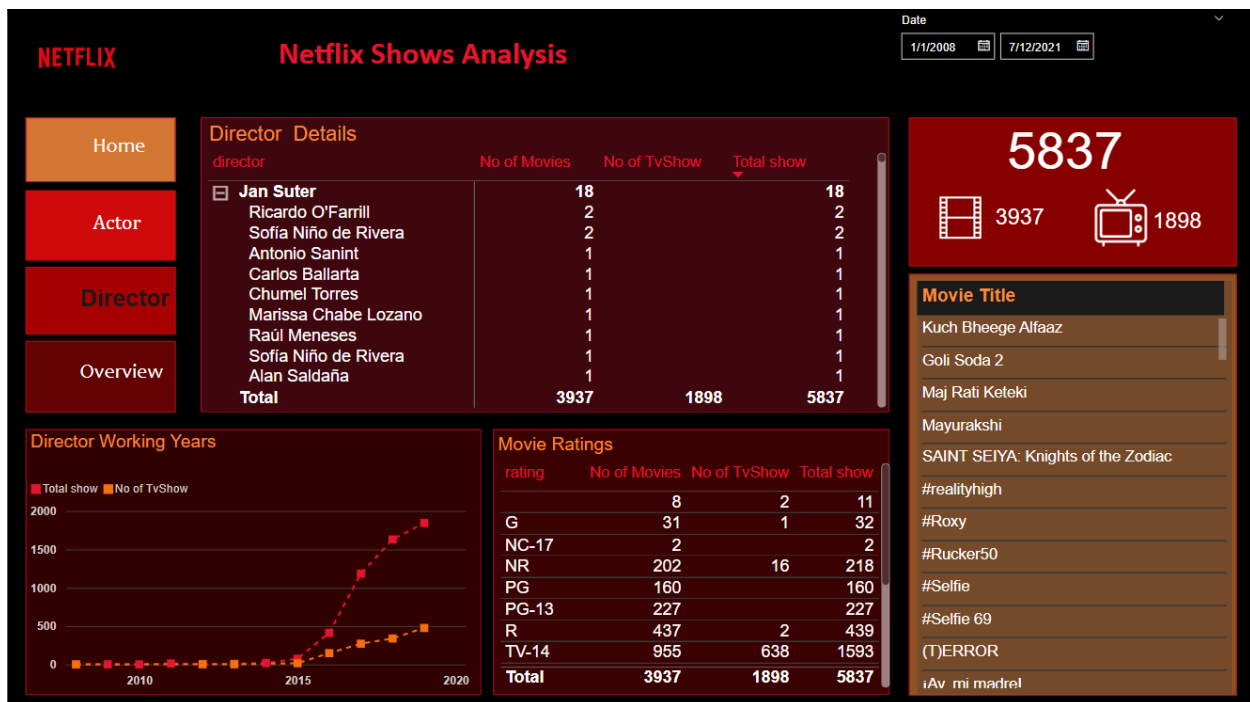 Date
1/1/2008 7/12/2021
NETFLIX
Netflix Shows Analysis
Home
Actor
Director
Overview
Director Details
director No of Movies No of TvShow Total show
Jan Suter 18 18
Ricardo O'Farrill 2 2
Sofía Niño de Rivera 2 2
Antonio Sanint 1 1
Carlos Ballarta 1 1
Chumel Torres 1 1
Marissa Chabe Lozano 1 1
Raúl Meneses 1 1
Sofía Niño de Rivera 1 1
Alan Saldaña 1 1
Total 3937 1898 5837
5837
3937 1898
Director Working Years
Total show No of TvShow
2000
1500
1000
500
0
2010 2015 2020
Movie Ratings
rating No of Movies No of TvShow Total show
8 2 11
G 31 1 32
NC-17 2 2
NR 202 16 218
PG 160 160
PG-13 227 227
R 437 2 439
TV-14 955 638 1593
Total 3937 1898 5837
Movie Title
Kuch Bheege Alfaaz
Goli Soda 2
Maj Rati Keteki
Mayurakshi
SAINT SEIYA: Knights of the Zodiac
#realityhigh
#Roxy
#Rucker50
#Selfie
#Selfie 69
(T)ERROR
¡Ay, mi madre!